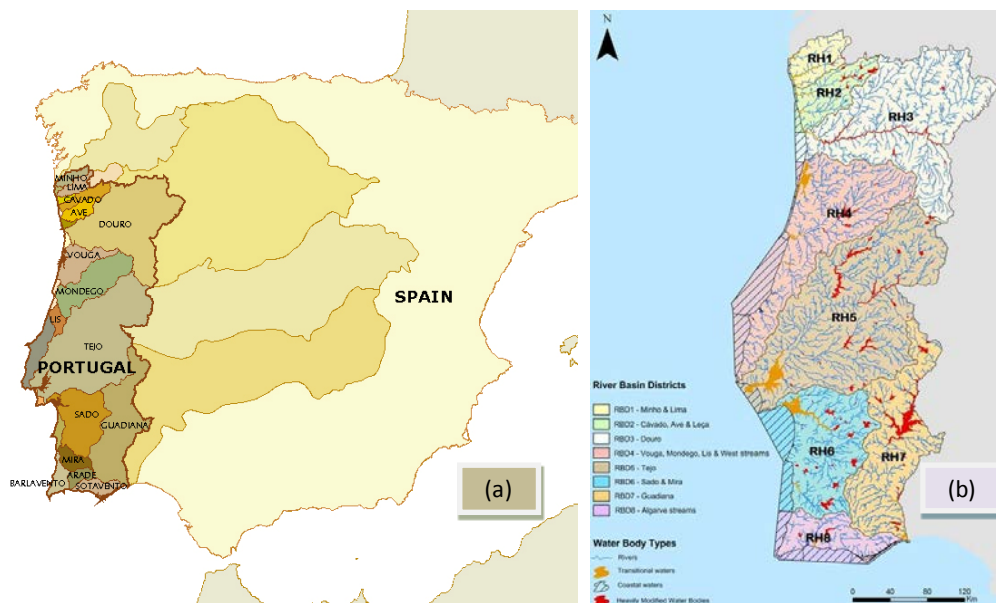 MINHO
LIMA
CAVADO
AVE
DOURO
VOUGA
MONDEGO
SPAIN
LIS
TEJO
PORTUGAL
SADO
GUADIANA
MIRA
ARADE
BARLAVENTO
SOTAVENTO
(a)
N
RH1
RH2
RH3
RH4
RH5
RH6
RH7
RH8
River Basin Districts
RBD1 - Minho & Lima
RBD2 - Cávado, Ave & Leça
RBD3 - Douro
RBD4 - Vouga, Mondego, Lis & West streams
RBD5 - Tejo
RBD6 - Sado & Mira
RBD7 - Guadiana
RBD8 - Algarve streams
Water Body Types
Rivers
Transitional waters
Coastal waters
Heavily Modified Water Bodies
(b)
0 40 80 120
Km